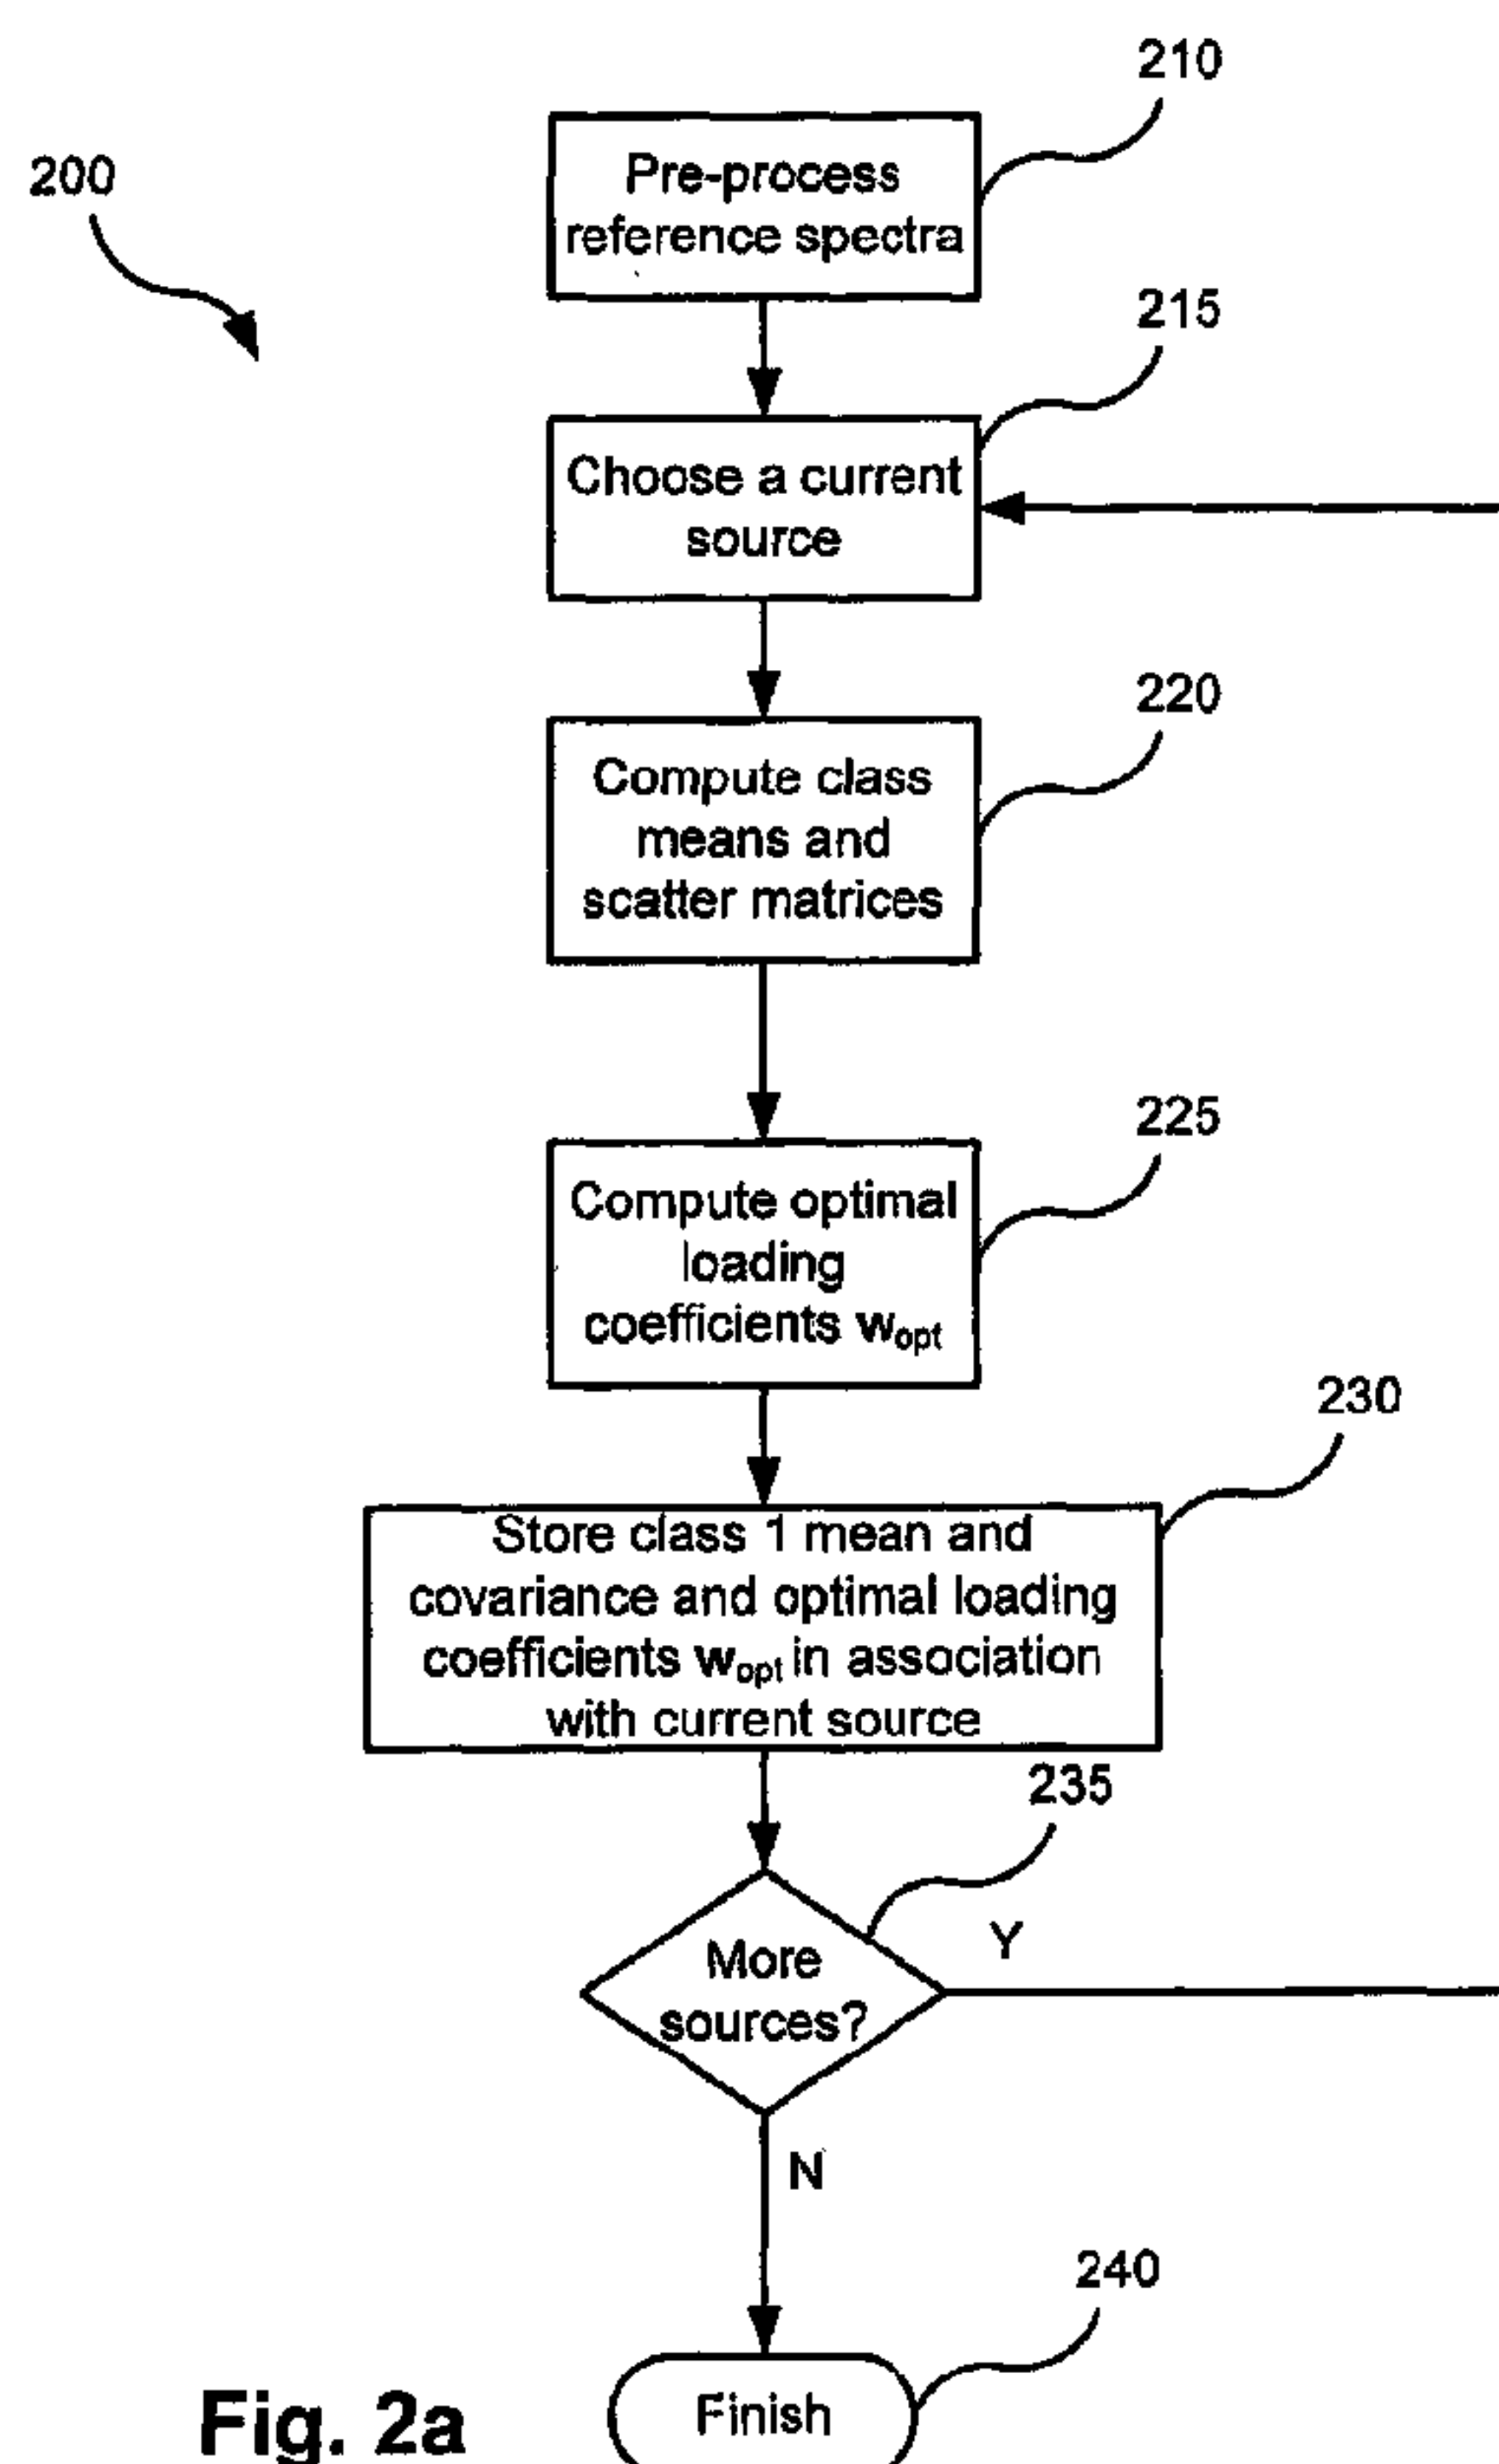 210
200
Pre-process
reference spectra
215
Choose a current
source
220
Compute class
means and
scatter matrices
225
Compute optimal
loading
coefficients wopt
230
Store class 1 mean and
covariance and optimal loading
coefficients wopt in association
with current source
235
More
sources?
Y
N
240
Finish
Fig. 2a